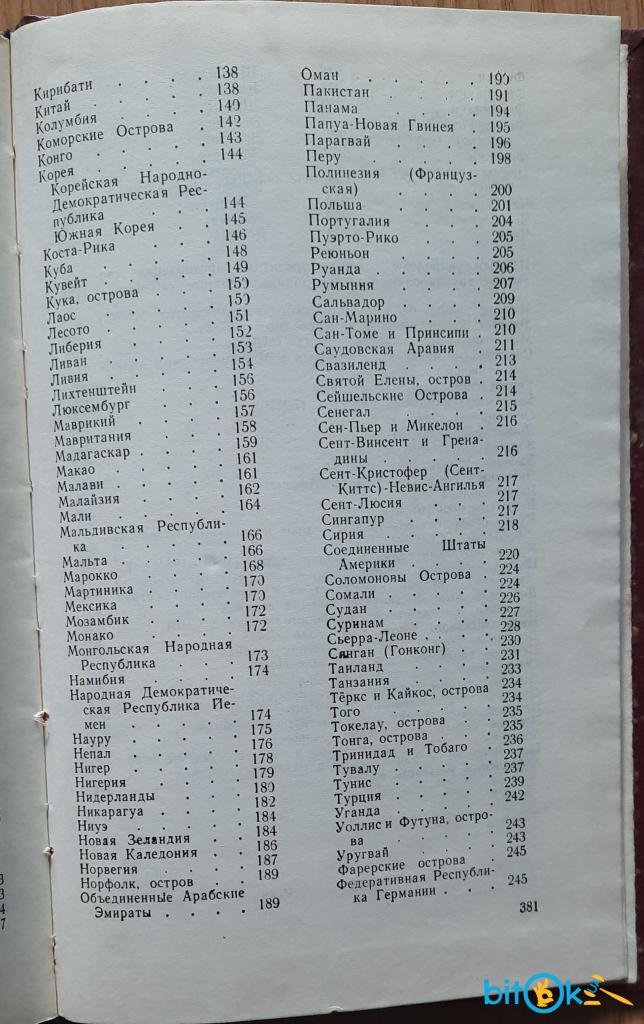 Кирибати . . . . 138
Китай . . . . . 138
Колумбия . . . . 140
Коморские Острова . 142
Конго . . . . . 143
Корея . . . . . 144
Корейская Народно-
Демократическая Рес-
публика . . . . 144
Южная Корея . . 145
Коста-Рика . . . . 146
Куба . . . . . 148
Кувейт . . . . . 149
Кука, острова . . . 150
Лаос . . . . . 150
Лесото . . . . . 151
Либерия . . . . 152
Ливан . . . . . 153
Ливия . . . . . 154
Лихтенштейн . . . 156
Люксембург . . . . 156
Маврикий . . . . 157
Мавритания . . . . 158
Мадагаскар . . . . 159
Макао . . . . . 161
Малави . . . . . 161
Малайзия . . . . 162
Мали . . . . . 164
Мальдивская Республи-
ка . . . . . 166
Мальта . . . . . 166
Марокко . . . . 168
Мартиника . . . . 170
Мексика . . . . 170
Мозамбик . . . . 172
Монако . . . . . 172
Монгольская Народная
Республика . . . 173
Намибия . . . . 174
Народная Демократиче-
ская Республика Йе-
мен . . . . . 174
Науру . . . . . 175
Непал . . . . . 176
Нигер . . . . . 178
Нигерия . . . . 179
Нидерланды . . . . 180
Никарагуа . . . . 182
Ниуэ . . . . . 184
Новая Зеландия . . 184
Новая Каледония . . 186
Норвегия . . . . 187
Норфолк, остров . . 189
Объединенные Арабские
Эмираты . . . . 189
Оман . . . . . 190
Пакистан . . . . 191
Панама . . . . . 194
Папуа-Новая Гвинея . 195
Парагвай . . . . 196
Перу . . . . . 198
Полинезия (Француз-
ская) . . . . . 200
Польша . . . . . 201
Португалия . . . . 204
Пуэрто-Рико . . . 205
Реюньон . . . . 205
Руанда . . . . . 206
Румыния . . . . 207
Сальвадор . . . . 209
Сан-Марино . . . 210
Сан-Томе и Принсипи . 210
Саудовская Аравия . . 211
Свазиленд . . . . 213
Святой Елены, остров . 214
Сейшельские Острова . 214
Сенегал . . . . 215
Сен-Пьер и Микелон . 216
Сент-Винсент и Грена-
дины . . . . . 216
Сент-Кристофер (Сент-
Киттс)-Невис-Ангилья 217
Сент-Люсия . . . 217
Сингапур . . . . 217
Сирия . . . . . 218
Соединенные Штаты
Америки . . . . 220
Соломоновы Острова . 224
Сомали . . . . . 224
Судан . . . . . 226
Суринам . . . . 227
Сьерра-Леоне . . . 228
Сянган (Гонконг) . . 230
Таиланд . . . . 231
Танзания . . . . 233
Тёркс и Кайкос, острова 234
Того . . . . . 234
Токелау, острова . . 235
Тонга, острова . . . 235
Тринидад и Тобаго . 236
Тувалу . . . . . 237
Тунис . . . . . 237
Турция . . . . . 239
Уганда . . . . . 242
Уоллис и Футуна, остро-
ва . . . . . 243
Уругвай . . . . 243
Фарерские острова . 245
Федеративная Республи-
ка Германии . . . 245
381
bitOk